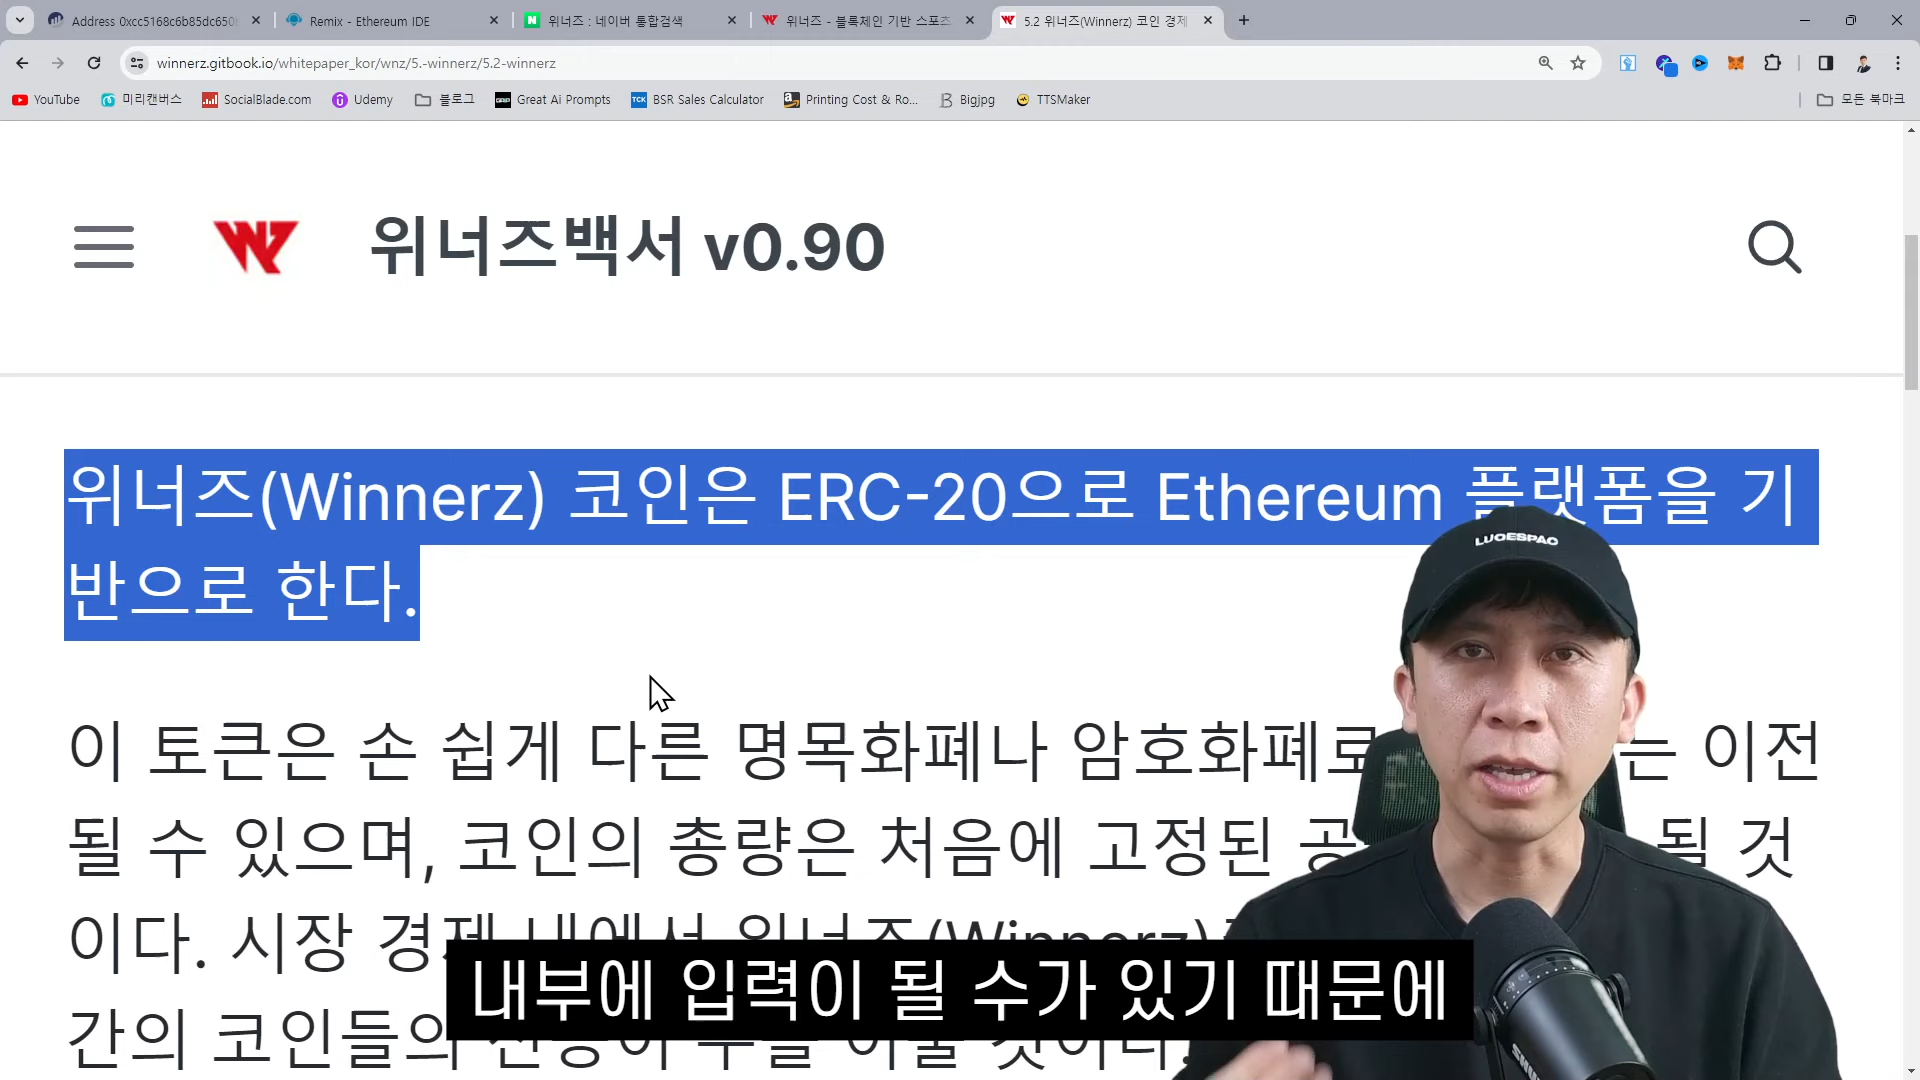 Address 0xcc5168c6b85dc650
Remix - Ethereum IDE
위너즈 : 네이버 통합검색
위너즈 - 블록체인 기반 스포츠
5.2 위너즈(Winnerz) 코인 경제
winnerz.gitbook.io/whitepaper_kor/wnz/5.-winnerz/5.2-winnerz
YouTube
미리캔버스
SocialBlade.com
Udemy
블로그
Great Ai Prompts
BSR Sales Calculator
Printing Cost & Ro...
Bigjpg
TTSMaker
모든 북마크
위너즈백서 v0.90
위너즈(Winnerz) 코인은 ERC-20으로 Ethereum 플랫폼을 기
반으로 한다.
LUOESPAC
이 토큰은 손 쉽게 다른 명목화폐나 암호화폐로 는 이전
될 수 있으며, 코인의 총량은 처음에 고정된 공 될 것
이다. 시장 경제 내에서 위너즈(Winnerz)
내부에 입력이 될 수가 있기 때문에
간의 코인들의